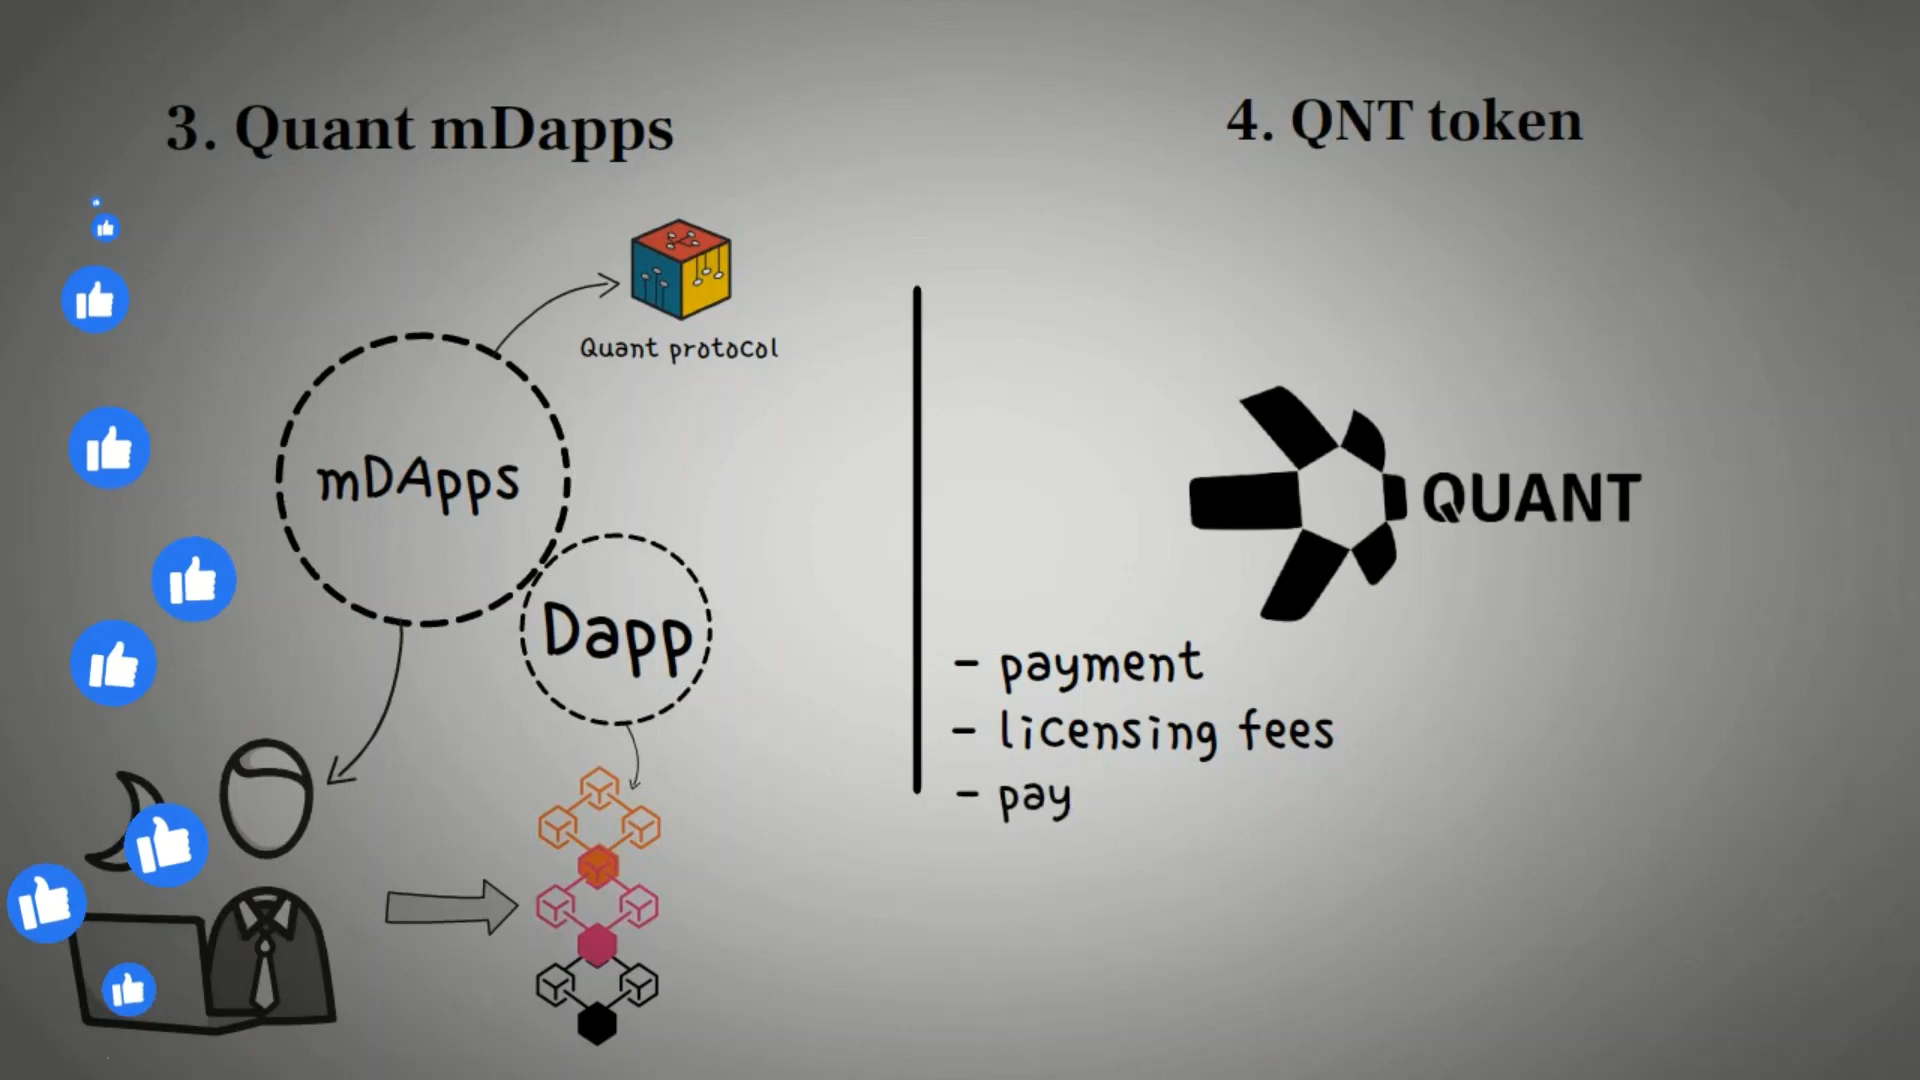 3. Quant mDapps
Quant protocol
mDApps
Dapp
4. QNT token
QUANT
- payment
- licensing fees
- pay